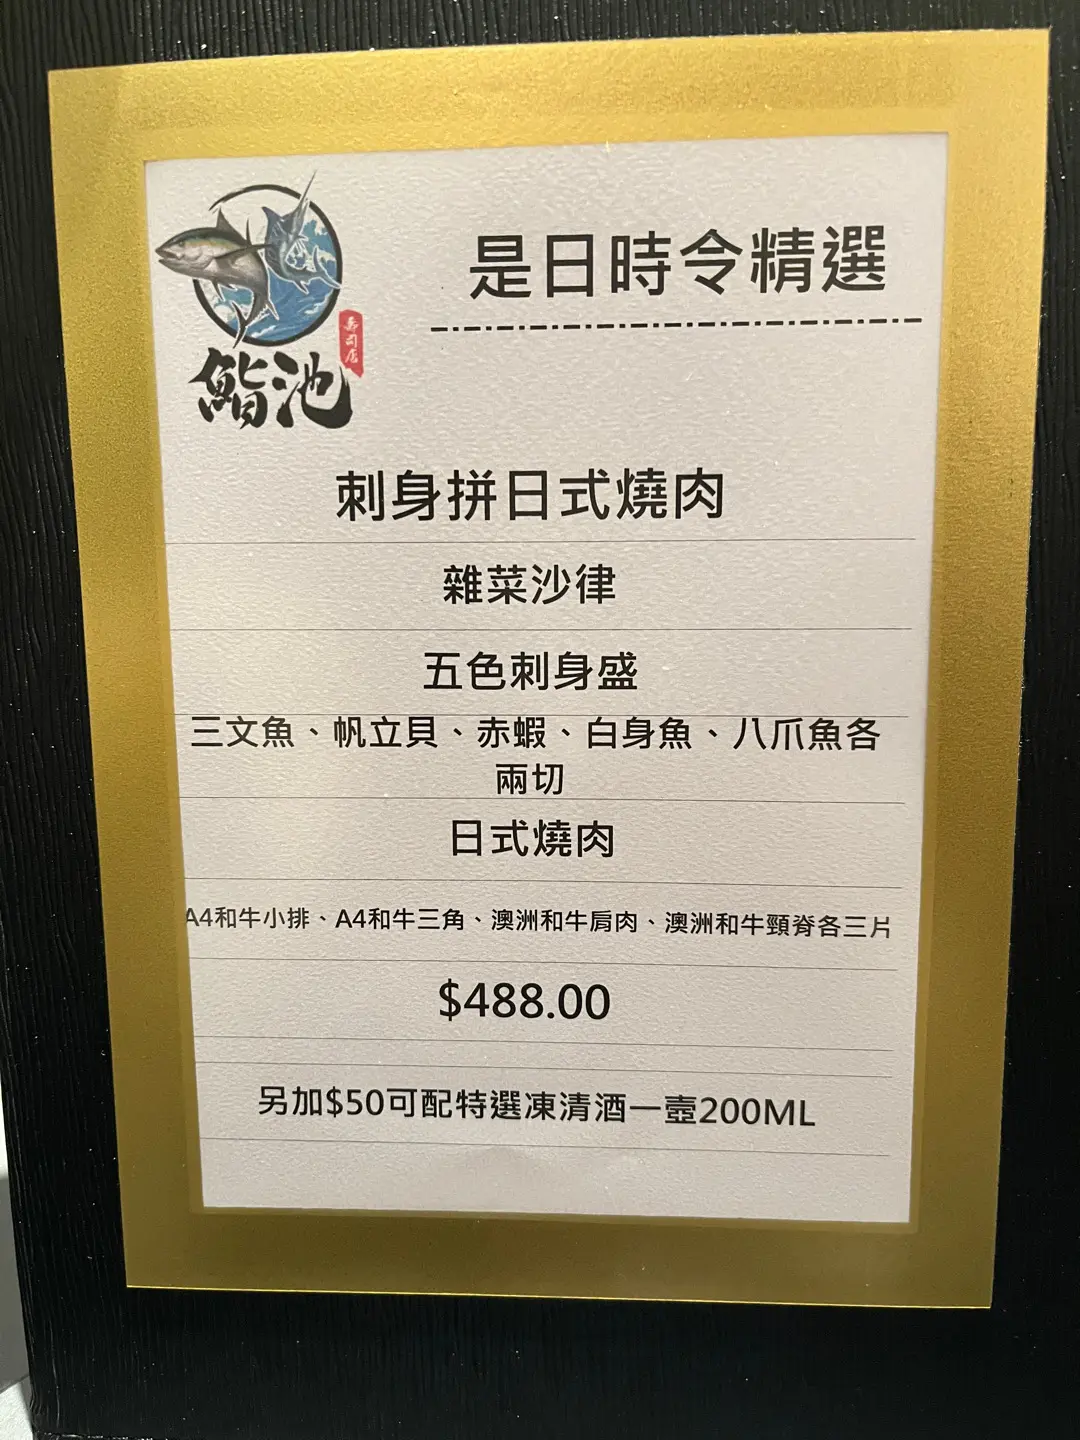 是日時令精選
壽司店
鮨池
刺身拼日式燒肉
雜菜沙律
五色刺身盛
三文魚、帆立貝、赤蝦、白身魚、八爪魚各
兩切
日式燒肉
A4和牛小排、A4和牛三角、澳洲和牛肩肉、澳洲和牛頸脊各三片
$488.00
另加$50可配特選凍清酒一壼200ML